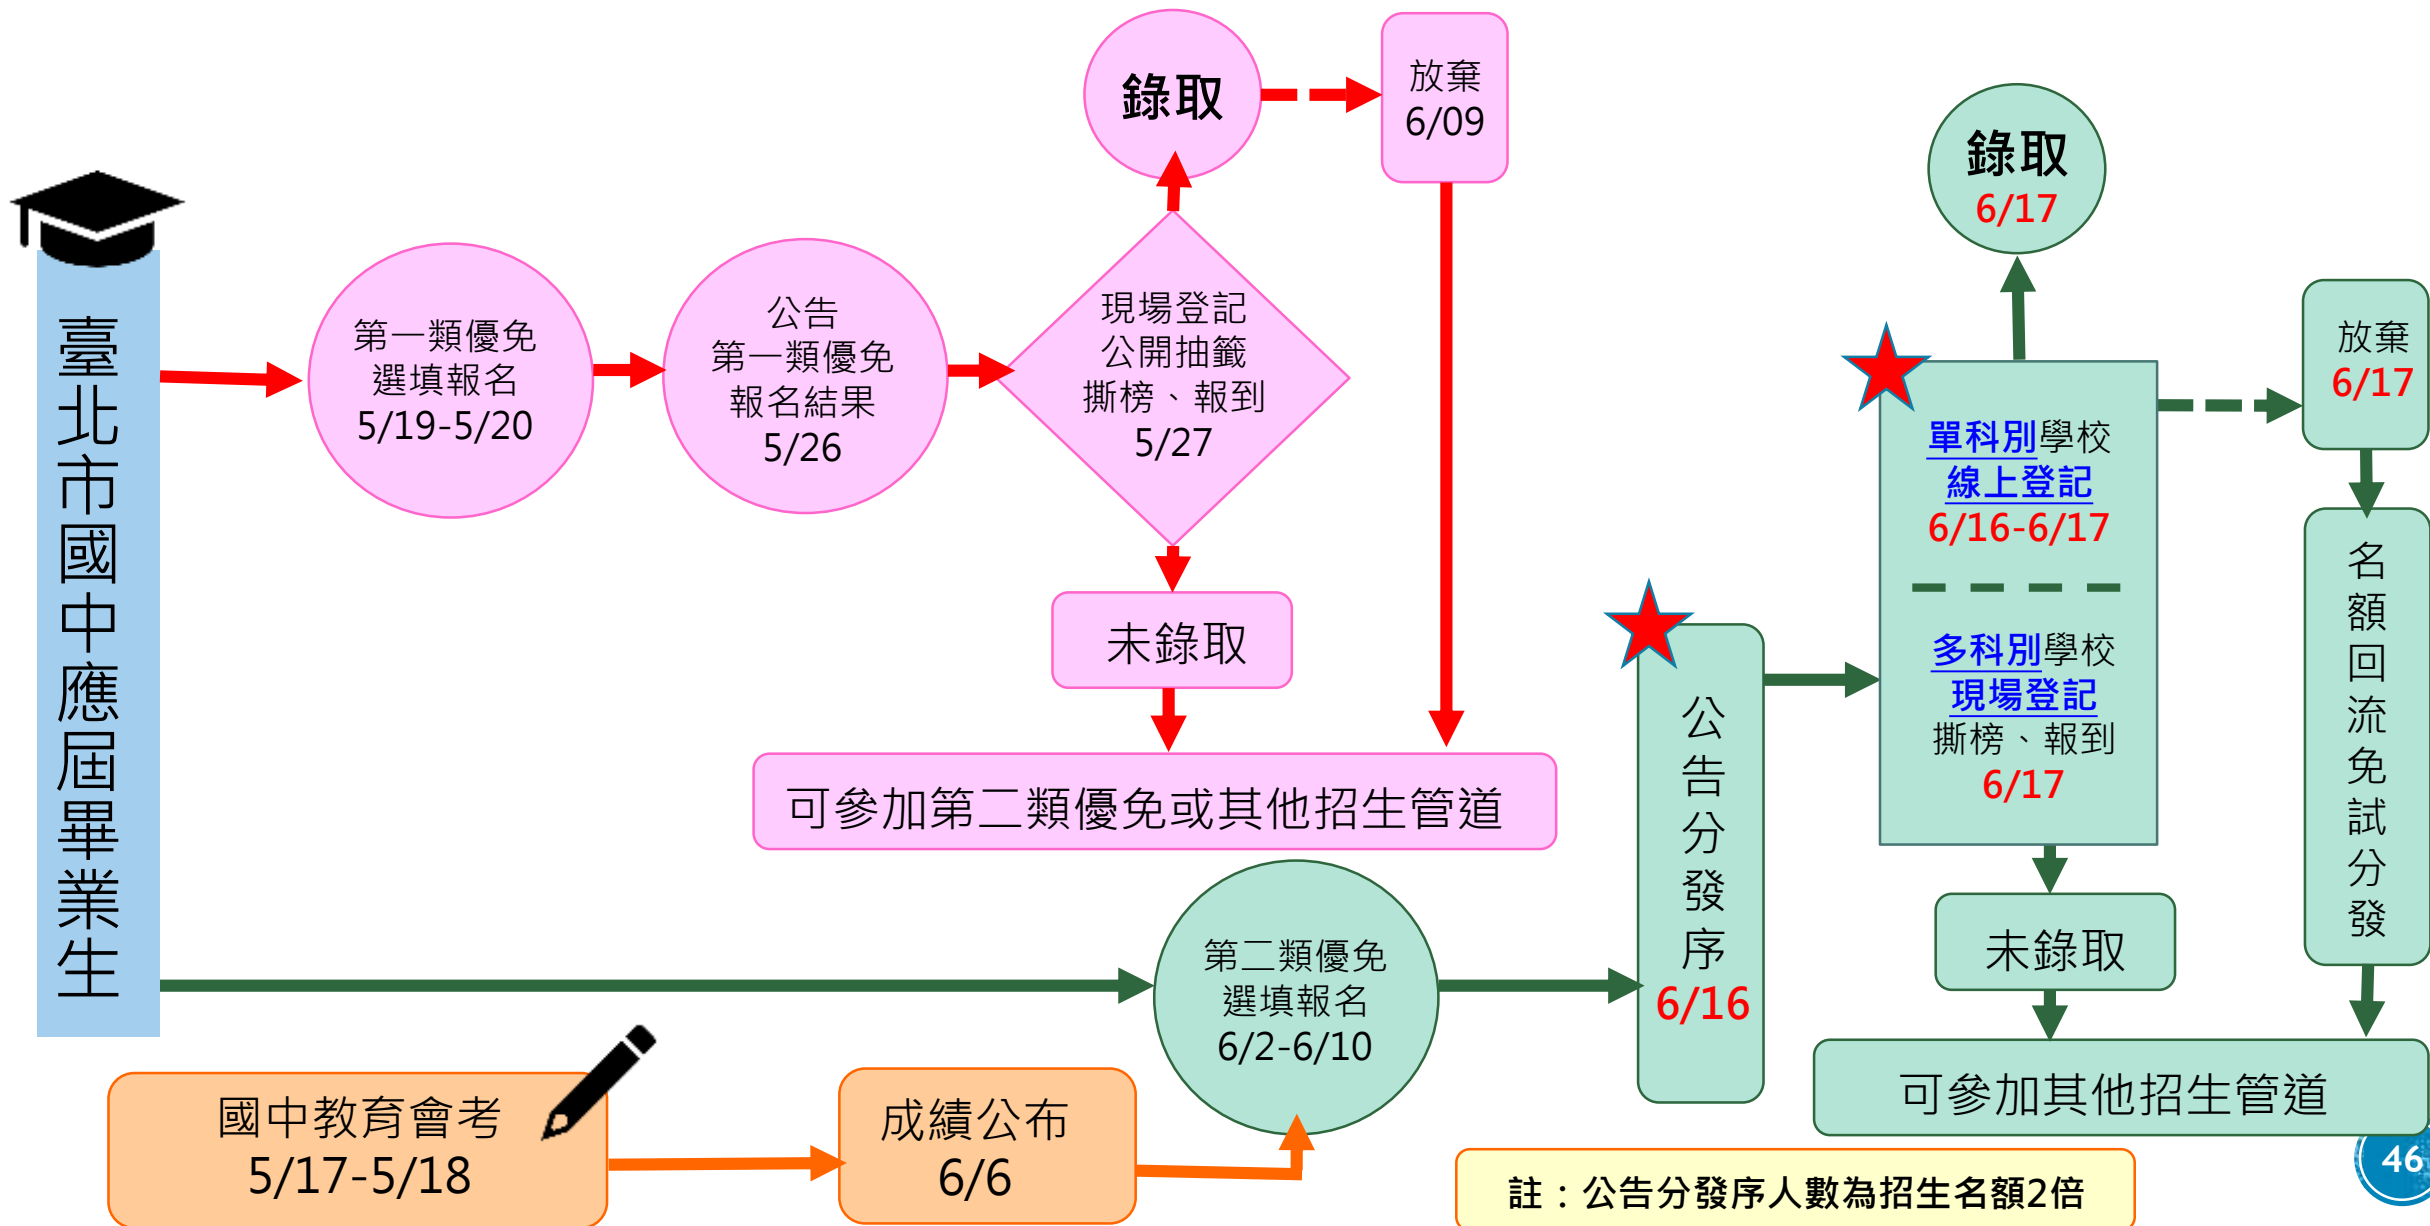 臺北市國中應屆畢業生
第一類優免
選填報名
5/19-5/20
公告
第一類優免
報名結果
5/26
現場登記
公開抽籤
撕榜、報到
5/27
錄取
放棄
6/09
未錄取
可參加第二類優免或其他招生管道
國中教育會考
5/17-5/18
成績公布
6/6
第二類優免
選填報名
6/2-6/10
公告分發序
6/16
單科別學校
線上登記
6/16-6/17
多科別學校
現場登記
撕榜、報到
6/17
錄取
6/17
放棄
6/17
名額回流免試分發
未錄取
可參加其他招生管道
註：公告分發序人數為招生名額2倍
46